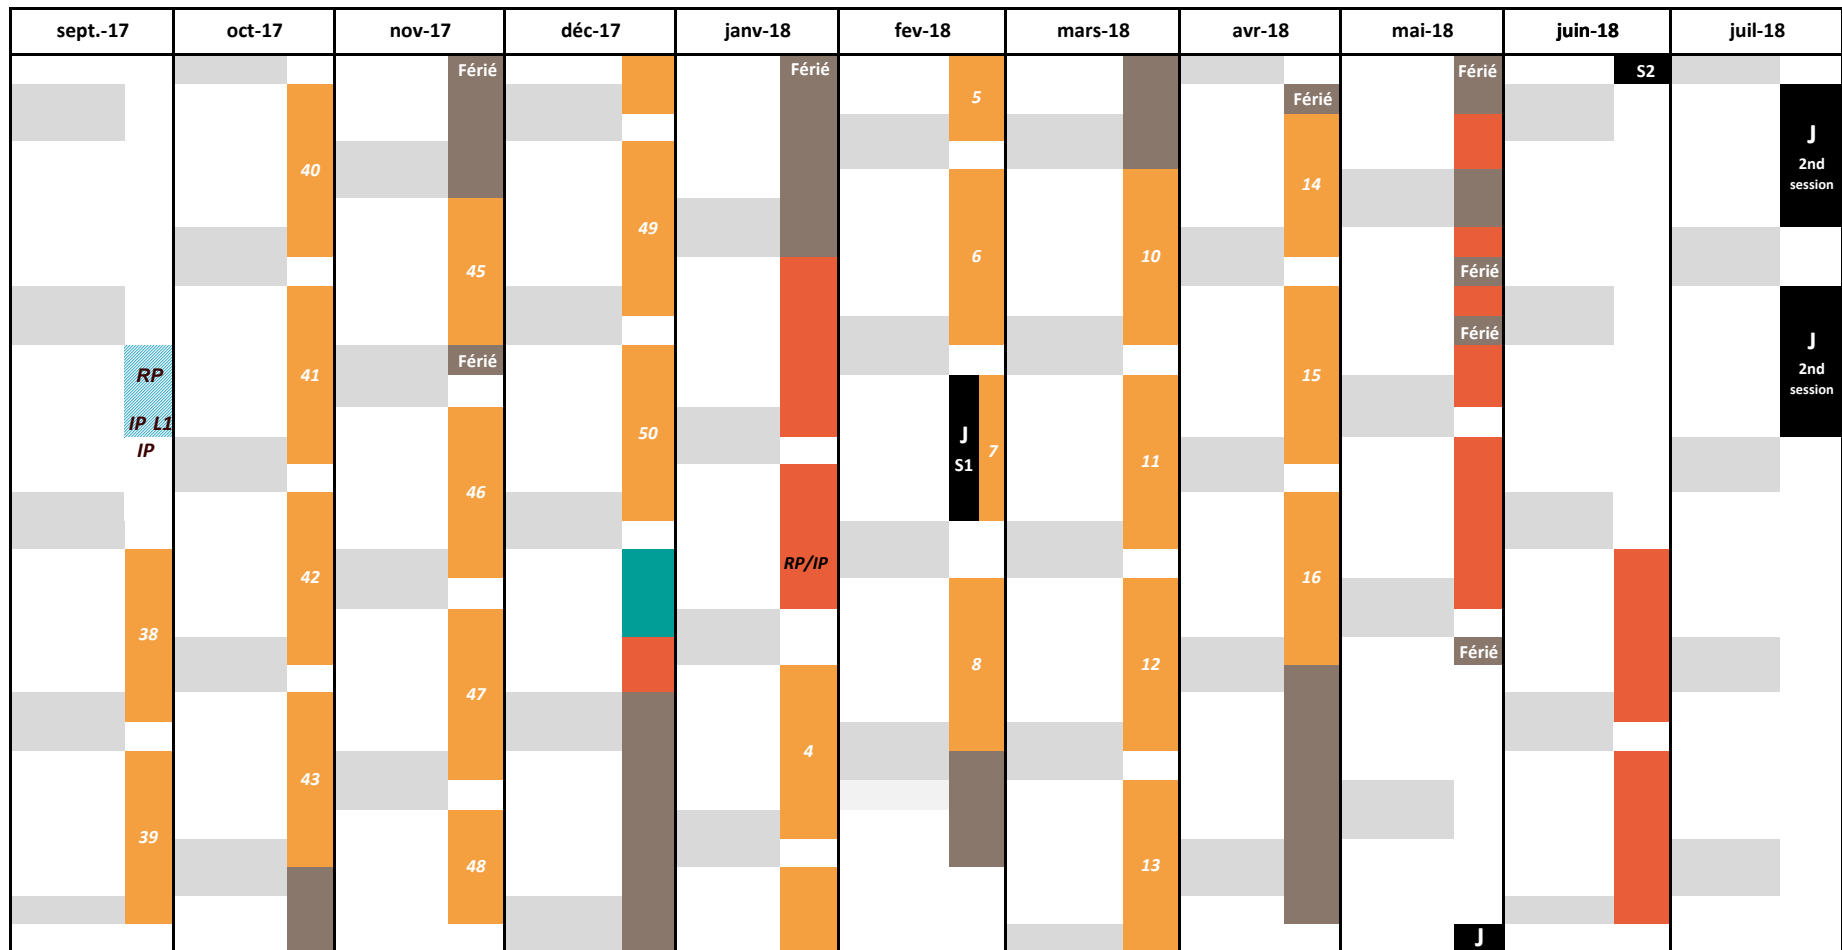 sept.-17 oct-17 nov-17 déc-17 janv-18 fev-18 mars-18 avr-18 mai-18 juin-18 juil-18
RP
IP L1
IP
38
39
40
41
42
43
Férié
45
Férié
46
47
48
49
50
Férié
RP/IP
4
5
6
J
S1
7
8
10
11
12
13
Férié
14
15
16
Férié
Férié
Férié
Férié
J
S2
J
2nd
session
J
2nd
session